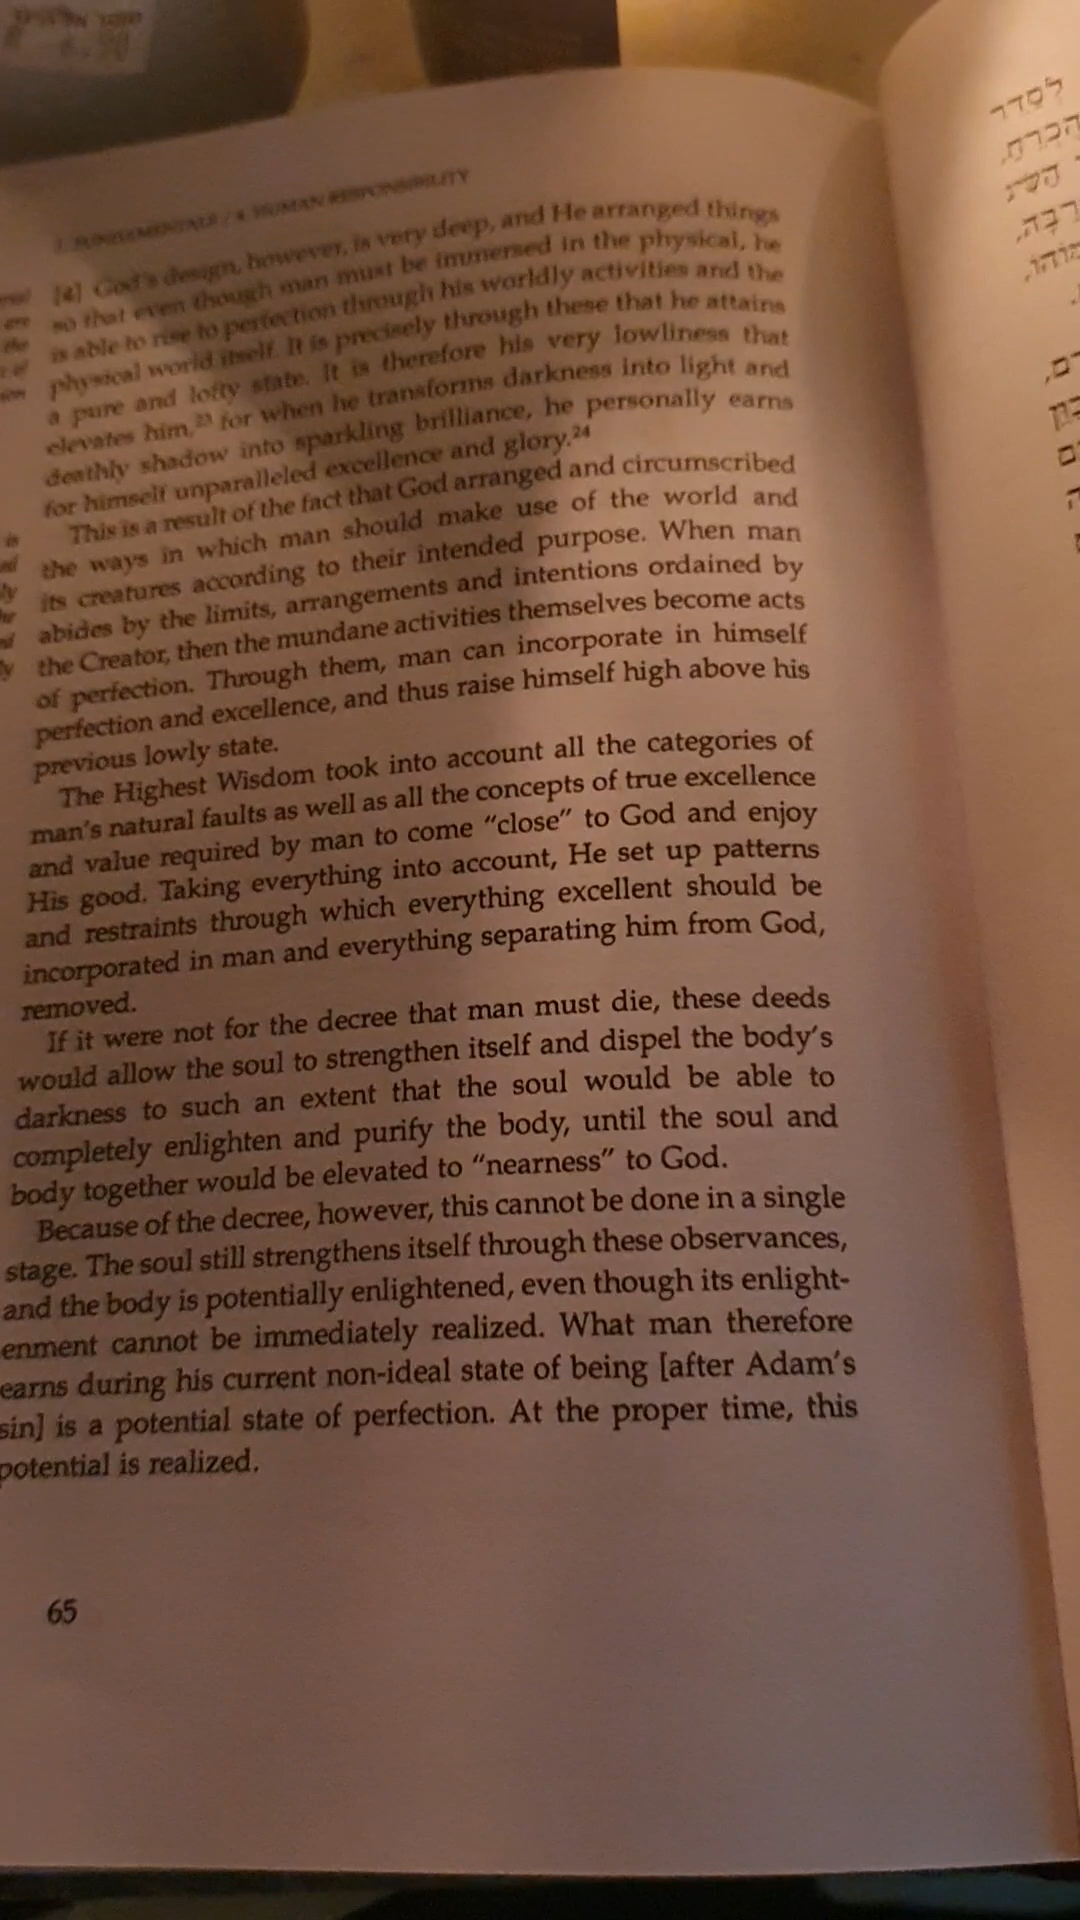 I: FUNDAMENTALS / 4. HUMAN RESPONSIBILITY
[4] God's design, however, is very deep, and He arranged things
so that even though man must be immersed in the physical, he
is able to rise to perfection through his worldly activities and the
physical world itself. It is precisely through these that he attains
a pure and lofty state. It is therefore his very lowliness that
elevates him,²³ for when he transforms darkness into light and
deathly shadow into sparkling brilliance, he personally earns
for himself unparalleled excellence and glory.²⁴
This is a result of the fact that God arranged and circumscribed
the ways in which man should make use of the world and
its creatures according to their intended purpose. When man
abides by the limits, arrangements and intentions ordained by
the Creator, then the mundane activities themselves become acts
of perfection. Through them, man can incorporate in himself
perfection and excellence, and thus raise himself high above his
previous lowly state.
The Highest Wisdom took into account all the categories of
man's natural faults as well as all the concepts of true excellence
and value required by man to come "close" to God and enjoy
His good. Taking everything into account, He set up patterns
and restraints through which everything excellent should be
incorporated in man and everything separating him from God,
removed.
If it were not for the decree that man must die, these deeds
would allow the soul to strengthen itself and dispel the body's
darkness to such an extent that the soul would be able to
completely enlighten and purify the body, until the soul and
body together would be elevated to "nearness" to God.
Because of the decree, however, this cannot be done in a single
stage. The soul still strengthens itself through these observances,
and the body is potentially enlightened, even though its enlight-
enment cannot be immediately realized. What man therefore
earns during his current non-ideal state of being [after Adam's
sin] is a potential state of perfection. At the proper time, this
potential is realized.
65
לסדר